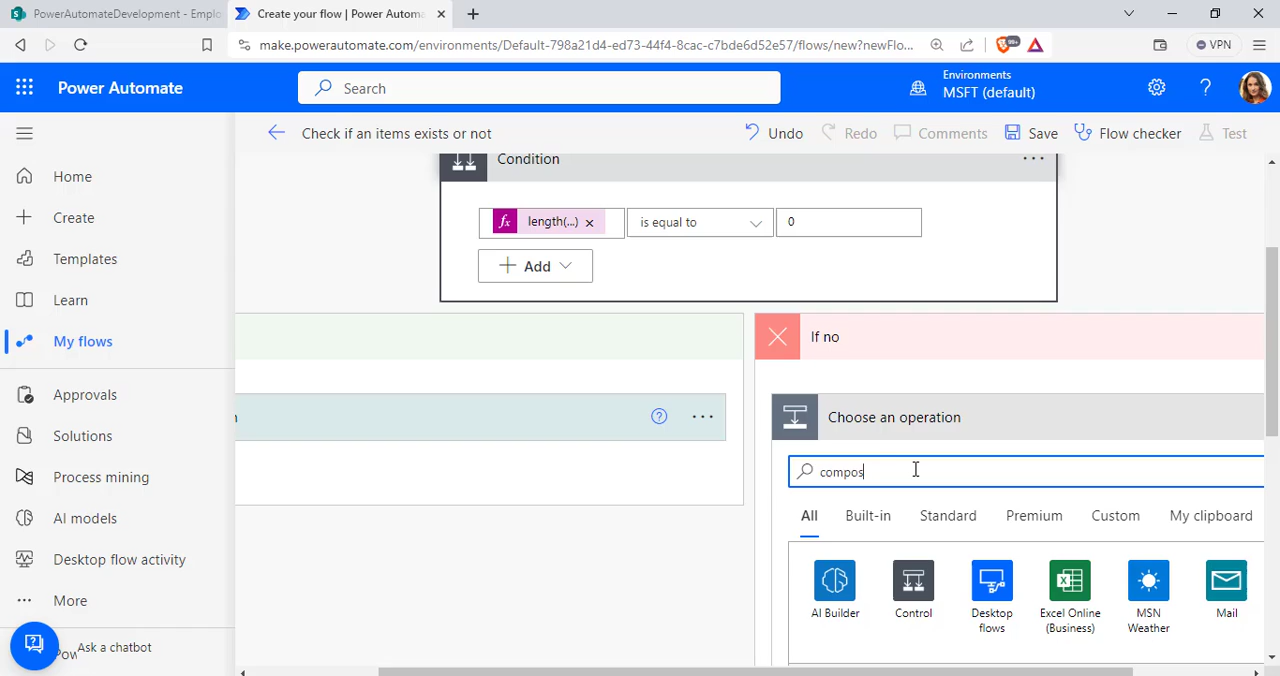 PowerAutomateDevelopment - Emplo
Create your flow | Power Automa
make.powerautomate.com/environments/Default-798a21d4-ed73-44f4-8cac-c7bde6d52e57/flows/new?newFlo...
VPN
Power Automate
Search
Environments
MSFT (default)
Check if an items exists or not
Undo
Redo
Comments
Save
Flow checker
Test
Home
Create
Templates
Learn
My flows
Approvals
Solutions
Process mining
AI models
Desktop flow activity
More
Pow
Ask a chatbot
Condition
fx length(...)
is equal to
0
Add
If no
Choose an operation
compos
All
Built-in
Standard
Premium
Custom
My clipboard
AI Builder
Control
Desktop
flows
Excel Online
(Business)
MSN
Weather
Mail